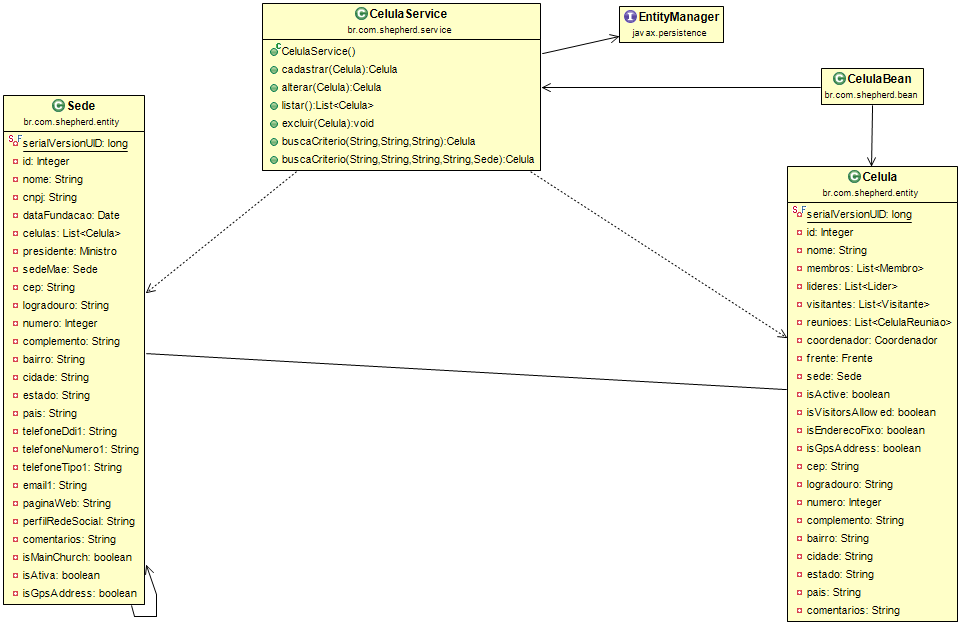 CelulaService
br.com.shepherd.service
CelulaService()
cadastrar(Celula):Celula
alterar(Celula):Celula
listar():List<Celula>
excluir(Celula):void
buscaCriterio(String,String,String):Celula
buscaCriterio(String,String,String,String,Sede):Celula
EntityManager
javax.persistence
CelulaBean
br.com.shepherd.bean
Sede
br.com.shepherd.entity
serialVersionUID: long
id: Integer
nome: String
cnpj: String
dataFundacao: Date
celulas: List<Celula>
presidente: Ministro
sedeMae: Sede
cep: String
logradouro: String
numero: Integer
complemento: String
bairro: String
cidade: String
estado: String
pais: String
telefoneDdi1: String
telefoneNumero1: String
telefoneTipo1: String
email1: String
paginaWeb: String
perfilRedeSocial: String
comentarios: String
isMainChurch: boolean
isAtiva: boolean
isGpsAddress: boolean
Celula
br.com.shepherd.entity
serialVersionUID: long
id: Integer
nome: String
membros: List<Membro>
lideres: List<Lider>
visitantes: List<Visitante>
reunioes: List<CelulaReuniao>
coordenador: Coordenador
frente: Frente
sede: Sede
isActive: boolean
isVisitorsAllowed: boolean
isEnderecoFixo: boolean
isGpsAddress: boolean
cep: String
logradouro: String
numero: Integer
complemento: String
bairro: String
cidade: String
estado: String
pais: String
comentarios: String